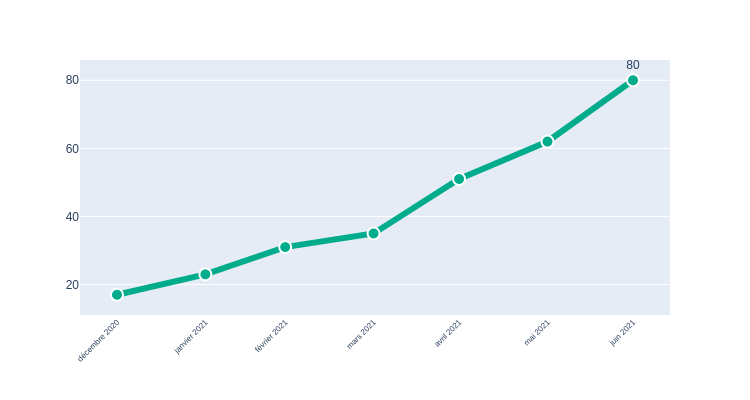 80
80
60
40
20
décembre 2020
janvier 2021
février 2021
mars 2021
avril 2021
mai 2021
juin 2021